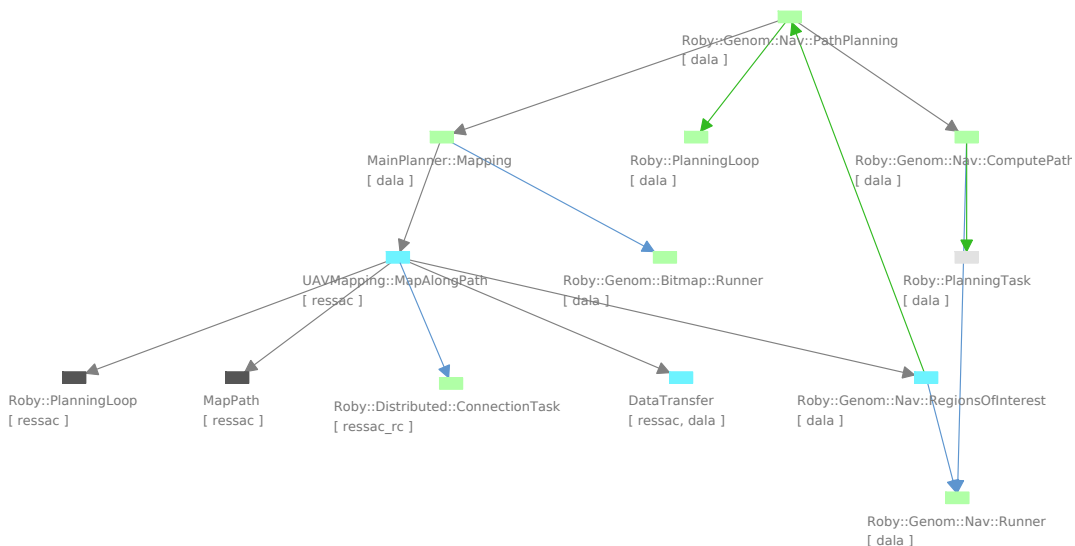 Roby::Genom::Nav::PathPlanning
[ dala ]
MainPlanner::Mapping
[ dala ]
Roby::PlanningLoop
[ dala ]
Roby::Genom::Nav::ComputePath
[ dala ]
UAVMapping::MapAlongPath
[ ressac ]
Roby::Genom::Bitmap::Runner
[ dala ]
Roby::PlanningTask
[ dala ]
Roby::PlanningLoop
[ ressac ]
MapPath
[ ressac ]
Roby::Distributed::ConnectionTask
[ ressac_rc ]
DataTransfer
[ ressac, dala ]
Roby::Genom::Nav::RegionsOfInterest
[ dala ]
Roby::Genom::Nav::Runner
[ dala ]